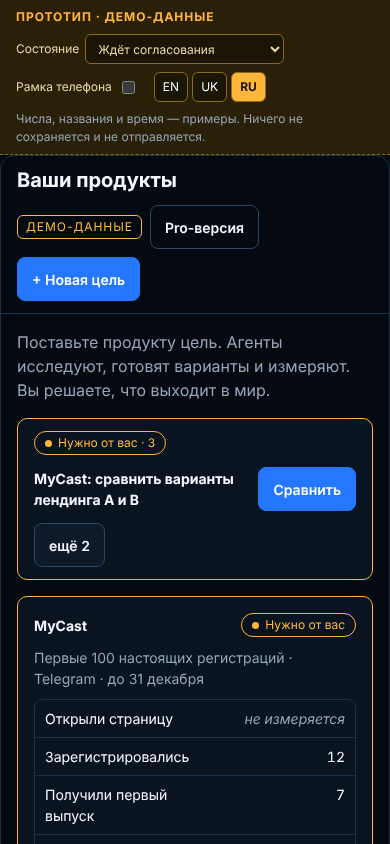 ПРОТОТИП · ДЕМО-ДАННЫЕ
Состояние Ждёт согласования
Рамка телефона EN UK RU
Числа, названия и время — примеры. Ничего не
сохраняется и не отправляется.
Ваши продукты
ДЕМО-ДАННЫЕ Pro-версия
+ Новая цель
Поставьте продукту цель. Агенты
исследуют, готовят варианты и измеряют.
Вы решаете, что выходит в мир.
Нужно от вас · 3
MyCast: сравнить варианты
лендинга A и B
Сравнить
ещё 2
MyCast Нужно от вас
Первые 100 настоящих регистраций ·
Telegram · до 31 декабря
Открыли страницу не измеряется
Зарегистрировались 12
Получили первый
выпуск
7